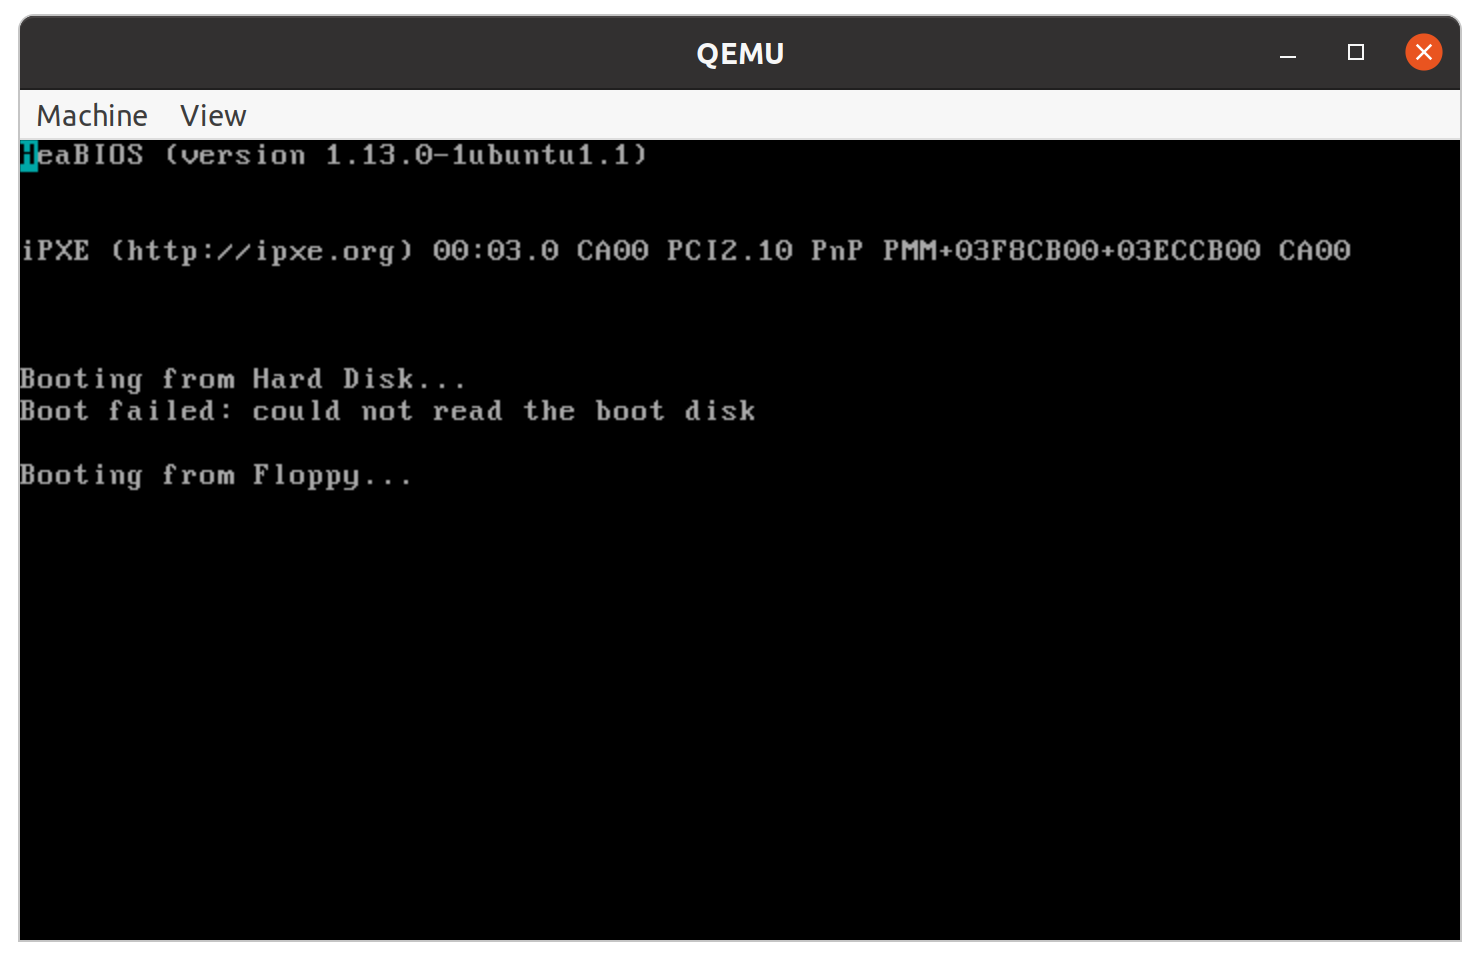 QEMU
Machine View
HeaBIOS (version 1.13.0-1ubuntu1.1)
iPXE (http://ipxe.org) 00:03.0 CA00 PCI2.10 PnP PMM+03F8CB00+03ECCB00 CA00
Booting from Hard Disk...
Boot failed: could not read the boot disk
Booting from Floppy...